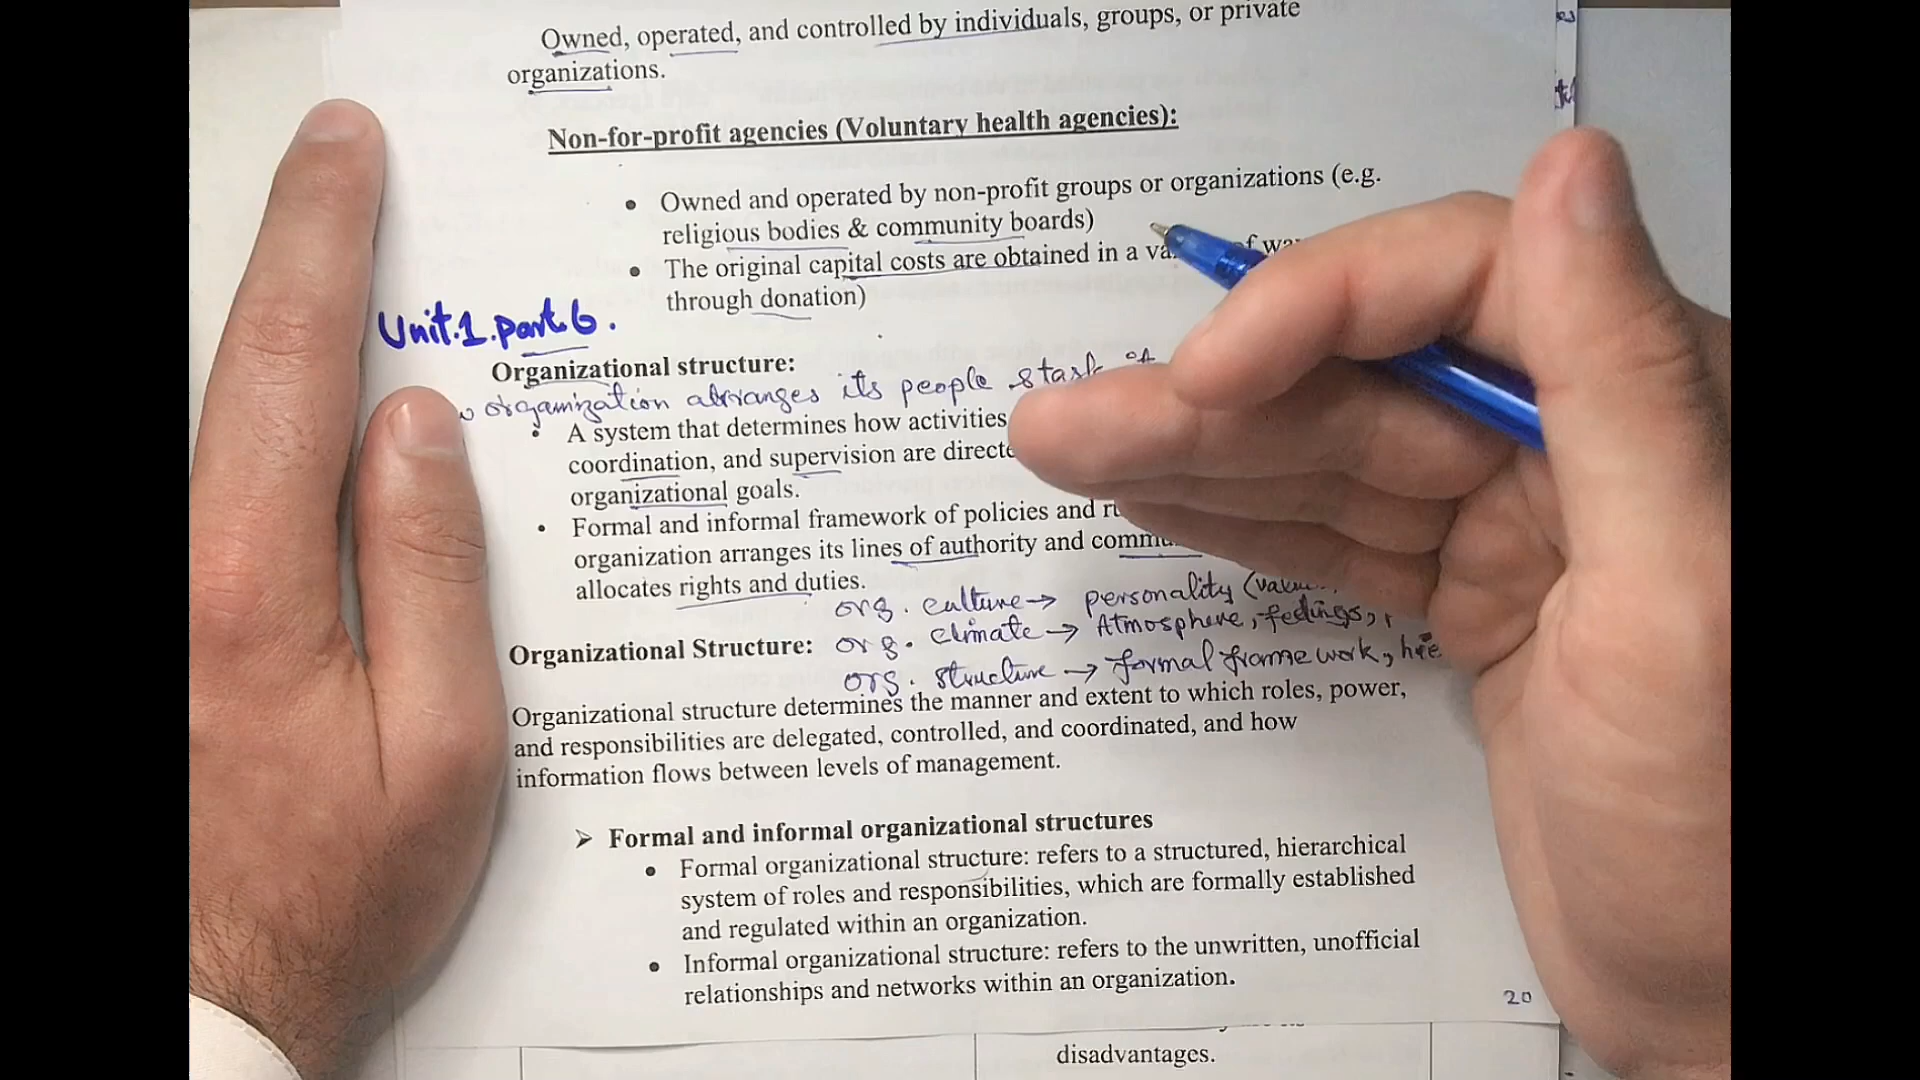 Owned, operated, and controlled by individuals, groups, or private
organizations.
Non-for-profit agencies (Voluntary health agencies):
• Owned and operated by non-profit groups or organizations (e.g.
religious bodies & community boards)
• The original capital costs are obtained in a of
through donation)
Unit.1.part.6.
Organizational structure:
organization arranges its people
• A system that determines how activities
coordination, and supervision are
organizational goals.
• Formal and informal framework of policies and
organization arranges its lines of authority and
allocates rights and duties.
org. culture → personality
org. climate → Atmosphere, feelings,
Organizational Structure:
org. structure → formal framework,
Organizational structure determines the manner and extent to which roles, power,
and responsibilities are delegated, controlled, and coordinated, and how
information flows between levels of management.
➢ Formal and informal organizational structures
• Formal organizational structure: refers to a structured, hierarchical
system of roles and responsibilities, which are formally established
and regulated within an organization.
• Informal organizational structure: refers to the unwritten, unofficial
relationships and networks within an organization.
20
disadvantages.